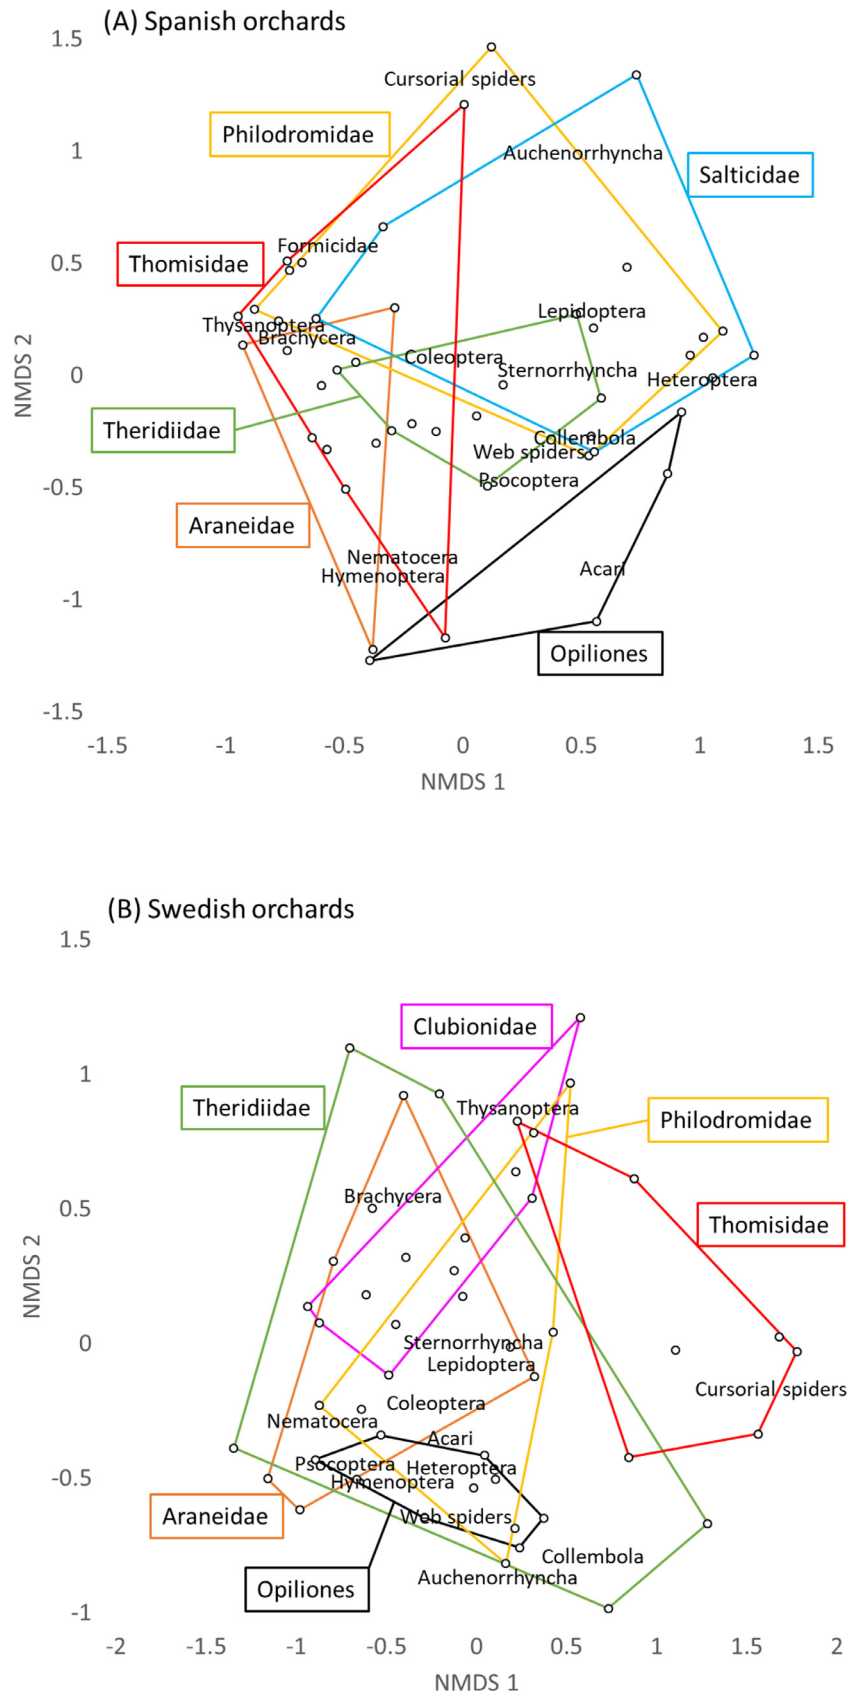 (A) Spanish orchards
1.5
Cursorial spiders
Philodromidae
1
Auchenorrhyncha
Salticidae
Formicidae
Thomisidae
0.5
Lepidoptera
Thysanoptera
Brachycera
Coleoptera
NMDS 2
0
Sternorrhyncha
Heteroptera
Theridiidae
Collembola
Web spiders
-0.5
Psocoptera
Araneidae
Nematocera
Hymenoptera
Acari
-1
Opiliones
-1.5
-1.5 -1 -0.5 0 0.5 1 1.5
NMDS 1
(B) Swedish orchards
1.5
Clubionidae
1
Theridiidae
Thysanoptera
Philodromidae
Brachycera
0.5
Thomisidae
NMDS 2
0
Sternorrhyncha
Lepidoptera
Cursorial spiders
Coleoptera
Nematocera
Acari
Psocoptera
Heteroptera
-0.5
Hymenoptera
Araneidae
Web spiders
Collembola
Auchenorrhyncha
Opiliones
-1
-2 -1.5 -1 -0.5 0 0.5 1 1.5 2
NMDS 1